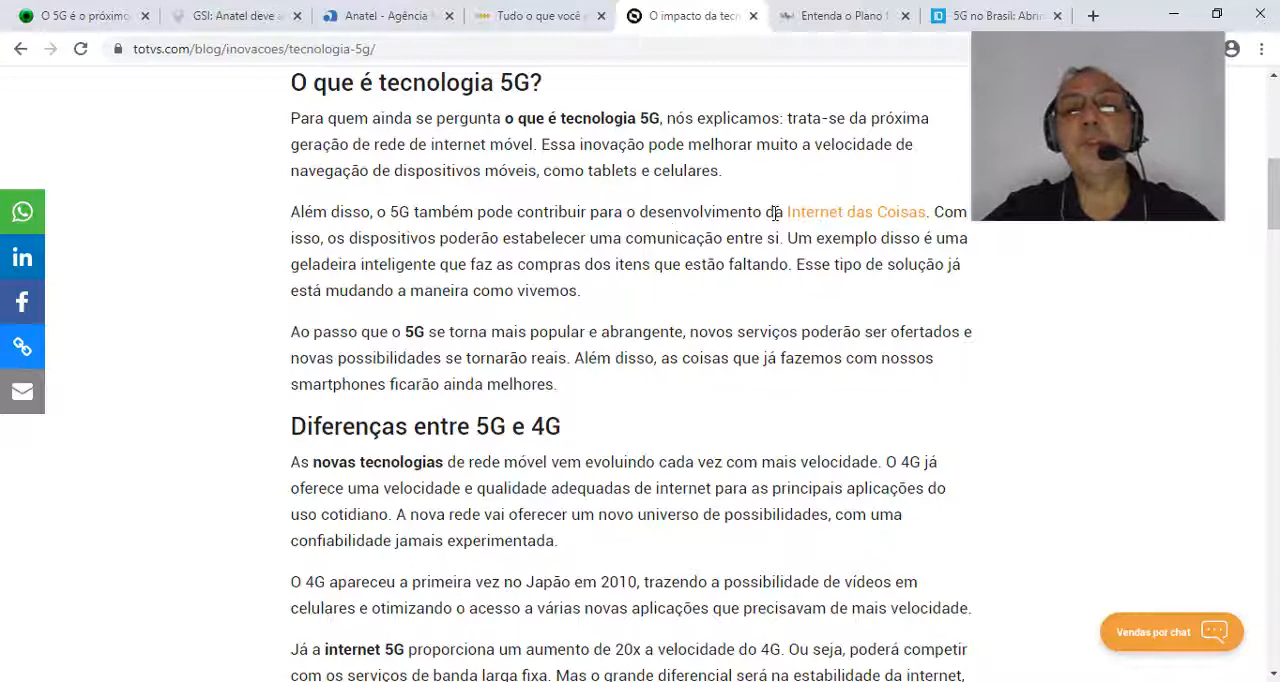 O 5G é o próximo
GSI: Anatel deve a
Anatel - Agência
Tudo o que você
O impacto da tecn
Entenda o Plano f
5G no Brasil: Abrin
totvs.com/blog/inovacoes/tecnologia-5g/
O que é tecnologia 5G?
Para quem ainda se pergunta o que é tecnologia 5G, nós explicamos: trata-se da próxima
geração de rede de internet móvel. Essa inovação pode melhorar muito a velocidade de
navegação de dispositivos móveis, como tablets e celulares.
Além disso, o 5G também pode contribuir para o desenvolvimento da Internet das Coisas. Com
isso, os dispositivos poderão estabelecer uma comunicação entre si. Um exemplo disso é uma
geladeira inteligente que faz as compras dos itens que estão faltando. Esse tipo de solução já
está mudando a maneira como vivemos.
Ao passo que o 5G se torna mais popular e abrangente, novos serviços poderão ser ofertados e
novas possibilidades se tornarão reais. Além disso, as coisas que já fazemos com nossos
smartphones ficarão ainda melhores.
Diferenças entre 5G e 4G
As novas tecnologias de rede móvel vem evoluindo cada vez com mais velocidade. O 4G já
oferece uma velocidade e qualidade adequadas de internet para as principais aplicações do
uso cotidiano. A nova rede vai oferecer um novo universo de possibilidades, com uma
confiabilidade jamais experimentada.
O 4G apareceu a primeira vez no Japão em 2010, trazendo a possibilidade de vídeos em
celulares e otimizando o acesso a várias novas aplicações que precisavam de mais velocidade.
Já a internet 5G proporciona um aumento de 20x a velocidade do 4G. Ou seja, poderá competir
com os serviços de banda larga fixa. Mas o grande diferencial será na estabilidade da internet,
Vendas por chat